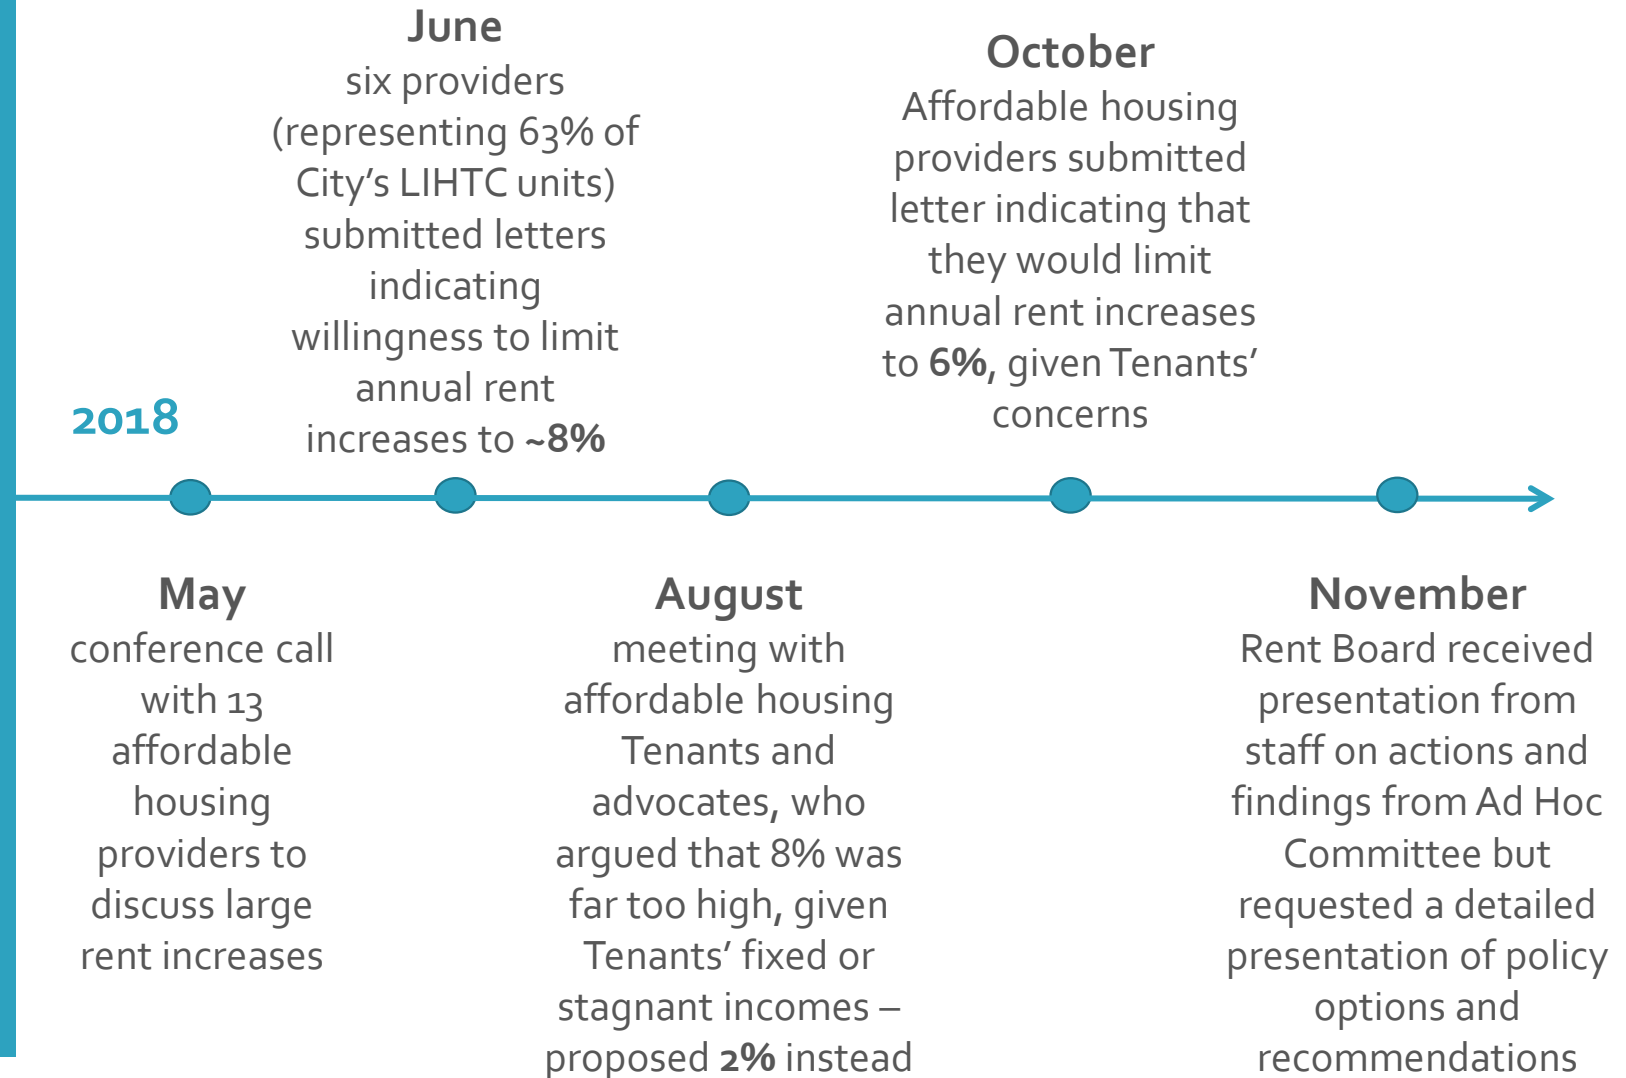 2018
May
conference call
with 13
affordable
housing
providers to
discuss large
rent increases
June
six providers
(representing 63% of
City’s LIHTC units)
submitted letters
indicating
willingness to limit
annual rent
increases to ~8%
August
meeting with
affordable housing
Tenants and
advocates, who
argued that 8% was
far too high, given
Tenants’ fixed or
stagnant incomes –
proposed 2% instead
October
Affordable housing
providers submitted
letter indicating that
they would limit
annual rent increases
to 6%, given Tenants’
concerns
November
Rent Board received
presentation from
staff on actions and
findings from Ad Hoc
Committee but
requested a detailed
presentation of policy
options and
recommendations